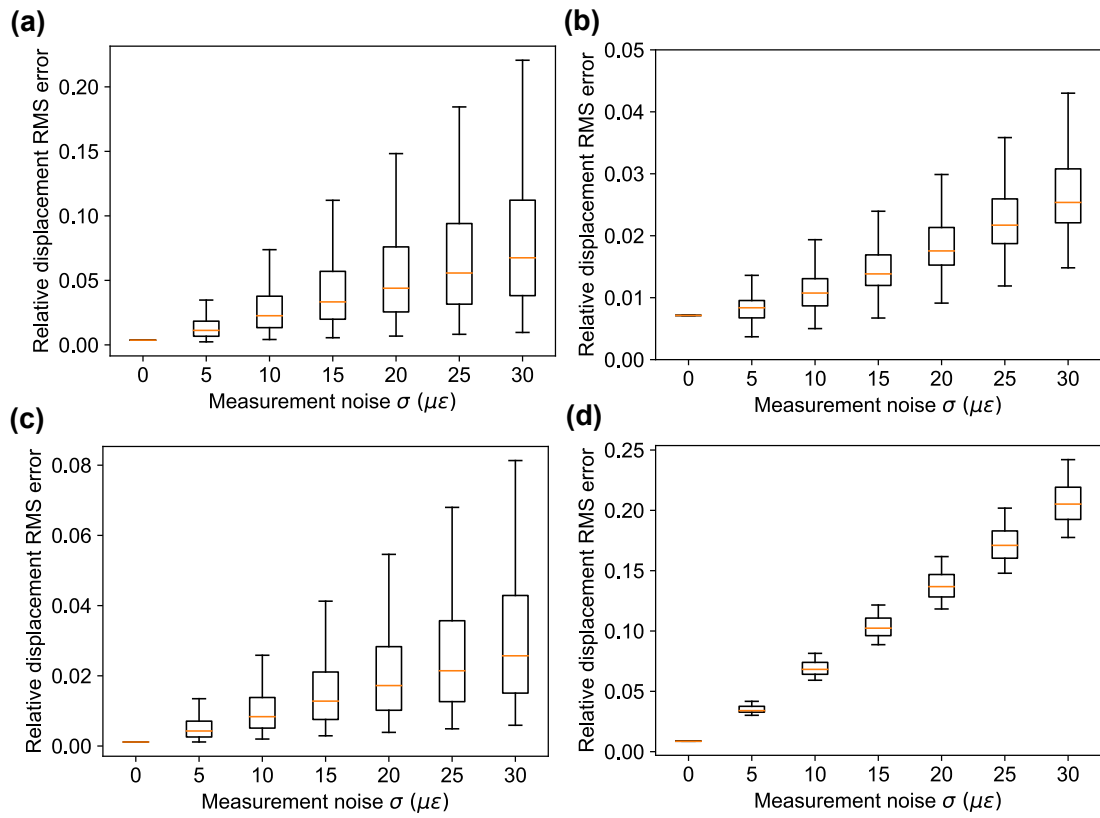 (a)
Relative displacement RMS error
0.20
0.15
0.10
0.05
0.00
0 5 10 15 20 25 30
Measurement noise σ (με)
(b)
Relative displacement RMS error
0.05
0.04
0.03
0.02
0.01
0.00
0 5 10 15 20 25 30
Measurement noise σ (με)
(c)
Relative displacement RMS error
0.08
0.06
0.04
0.02
0.00
0 5 10 15 20 25 30
Measurement noise σ (με)
(d)
Relative displacement RMS error
0.25
0.20
0.15
0.10
0.05
0.00
0 5 10 15 20 25 30
Measurement noise σ (με)